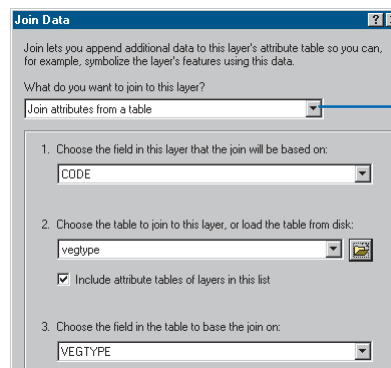 Join Data
Join lets you append additional data to this layer's attribute table so you can,
for example, symbolize the layer's features using this data.
What do you want to join to this layer?
Join attributes from a table
1. Choose the field in this layer that the join will be based on:
CODE
2. Choose the table to join to this layer, or load the table from disk:
vegtype
Include attribute tables of layers in this list
3. Choose the field in the table to base the join on:
VEGTYPE